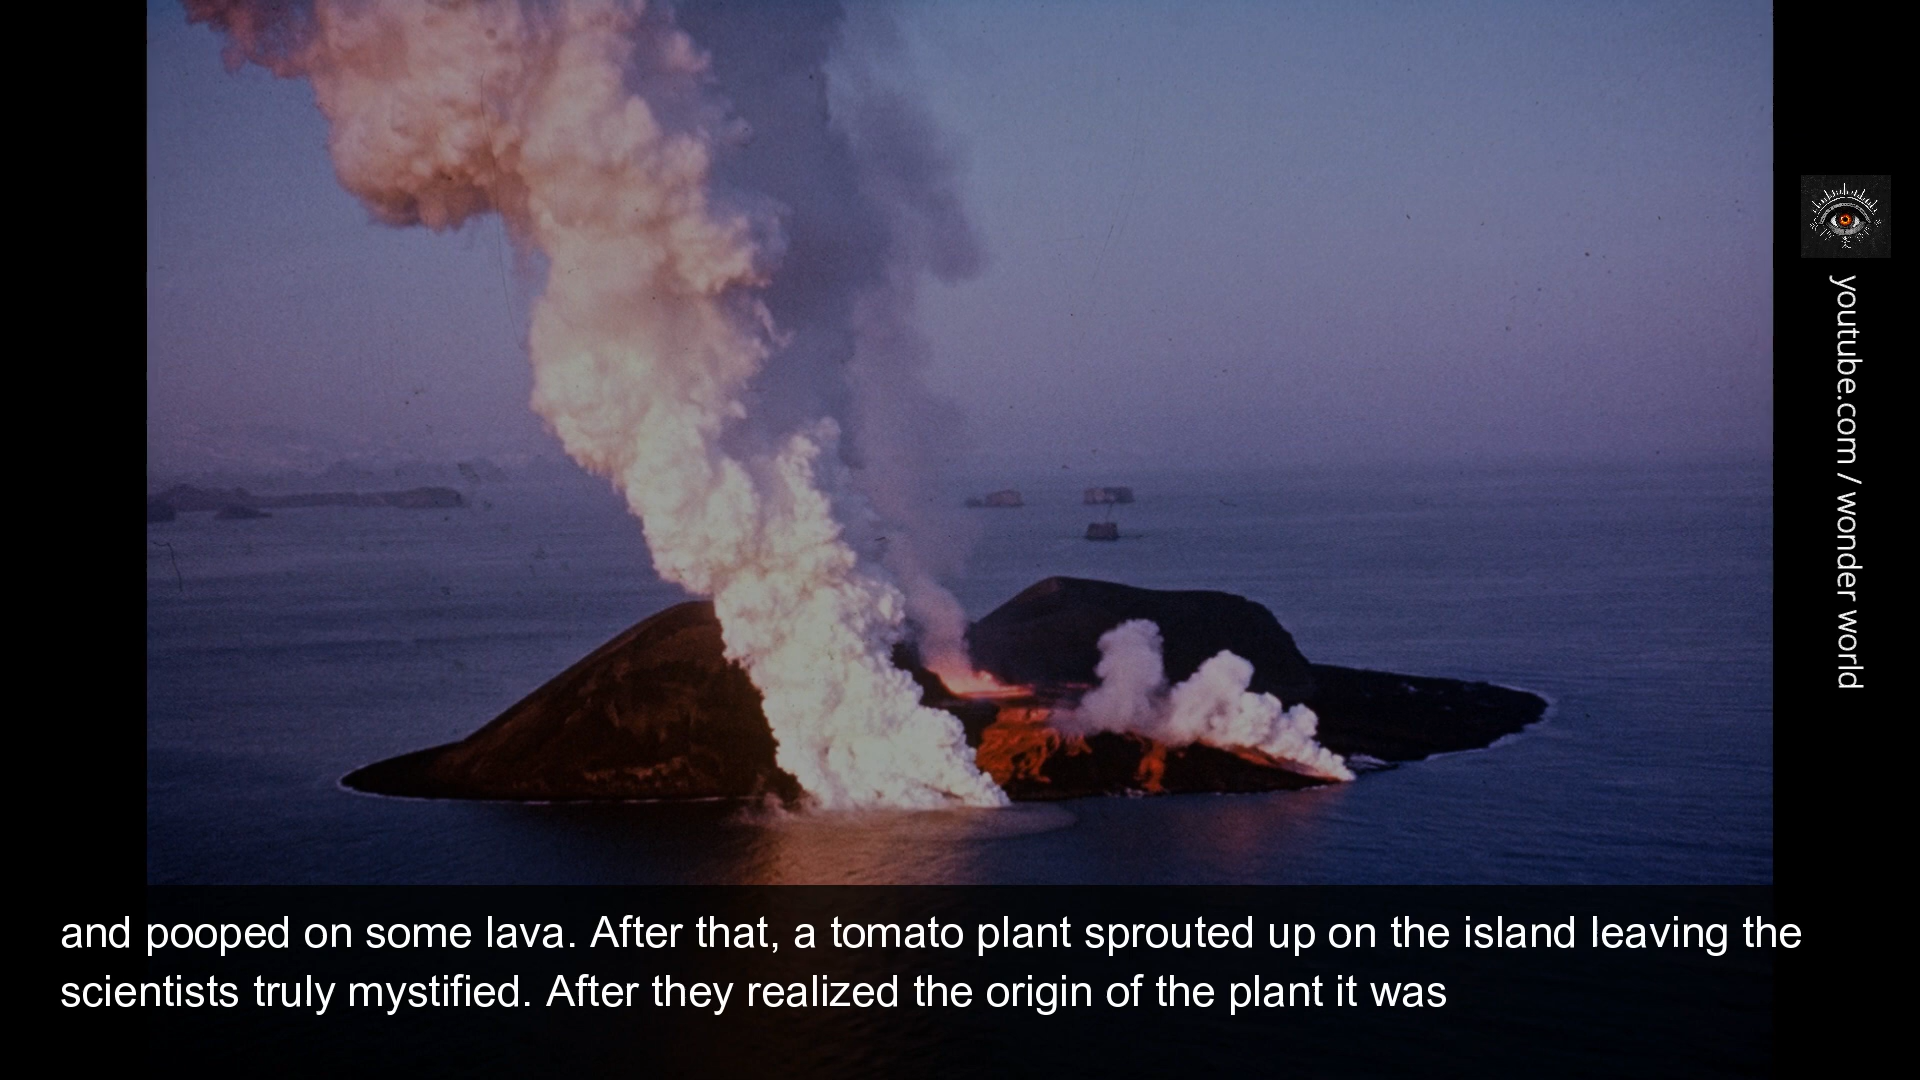 youtube.com / wonder world
and pooped on some lava. After that, a tomato plant sprouted up on the island leaving the
scientists truly mystified. After they realized the origin of the plant it was